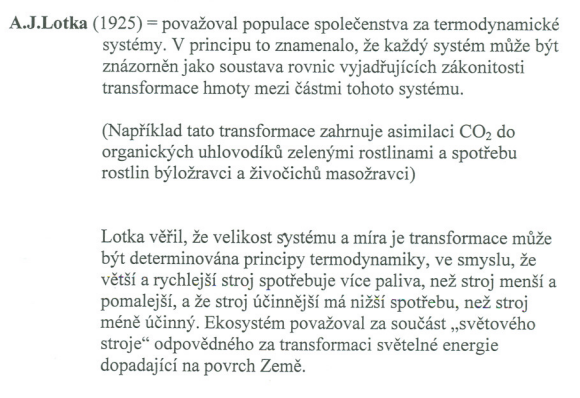 A.J.Lotka (1925) = považoval populace společenstva za termodynamické
systémy. V principu to znamenalo, že každý systém může být
znázorněn jako soustava rovnic vyjadřujících zákonitosti
transformace hmoty mezi částmi tohoto systému.
(Například tato transformace zahrnuje asimilaci CO₂ do
organických uhlovodíků zelenými rostlinami a spotřebu
rostlin býložravci a živočichů masožravci)
Lotka věřil, že velikost systému a míra je transformace může
být determinována principy termodynamiky, ve smyslu, že
větší a rychlejší stroj spotřebuje více paliva, než stroj menší a
pomalejší, a že stroj účinnější má nižší spotřebu, než stroj
méně účinný. Ekosystém považoval za součást „světového
stroje“ odpovědného za transformaci světelné energie
dopadající na povrch Země.